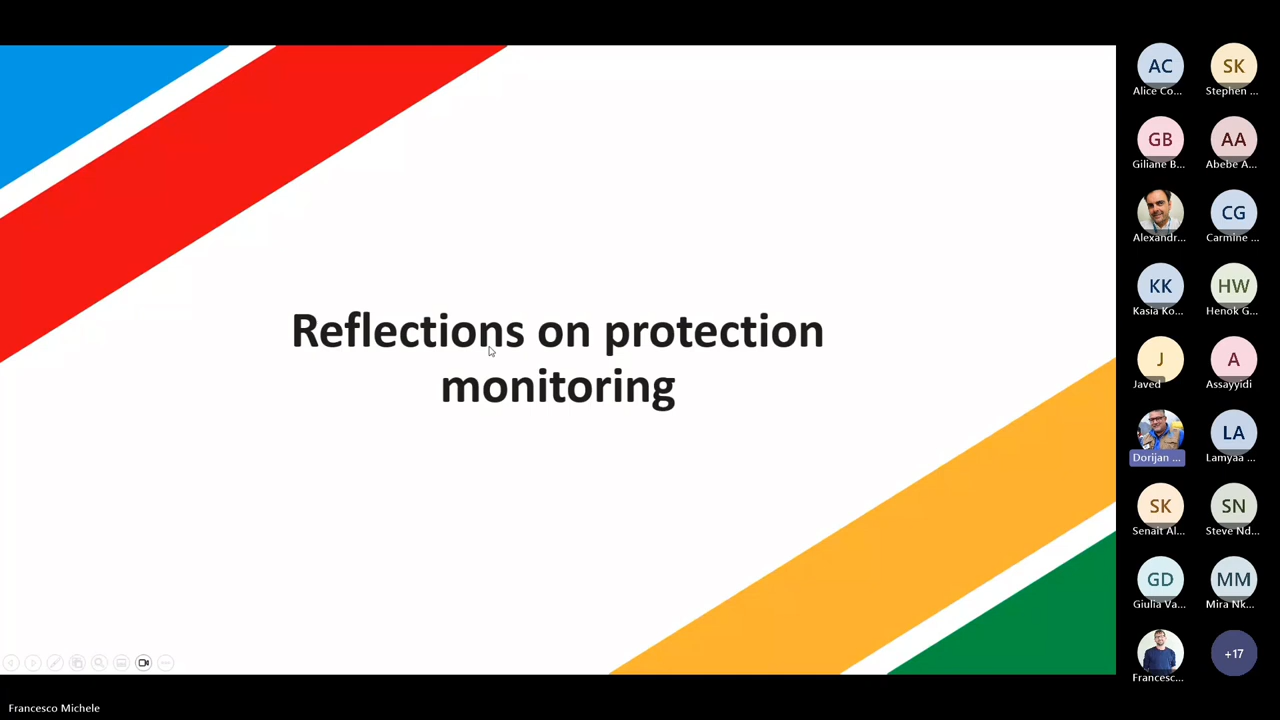 Reflections on protection
monitoring
AC
Alice Co...
SK
Stephen ...
GB
Giliane B...
AA
Abebe A...
Alexandr...
CG
Carmine ...
KK
Kasia Ko...
HW
Henok G...
J
Javed
A
Assayyidi
Dorijan ...
LA
Lamyaa ...
SK
Senait Al...
SN
Steve Nd...
GD
Giulia Va...
MM
Mira Nk...
Francesc...
+17
Francesco Michele